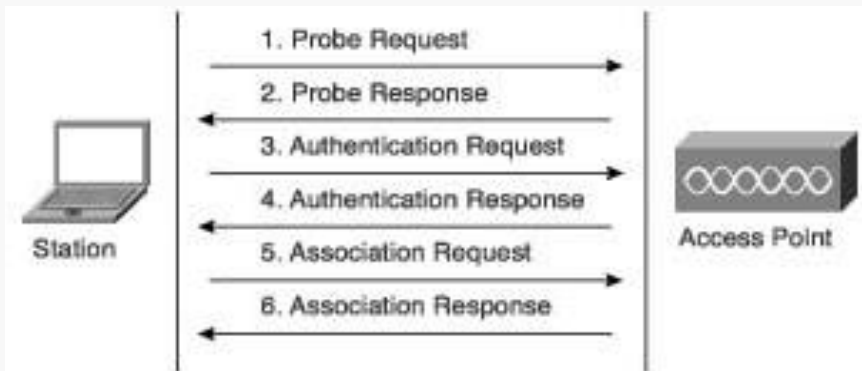 1. Probe Request
2. Probe Response
3. Authentication Request
4. Authentication Response
5. Association Request
6. Association Response
Station
Access Point